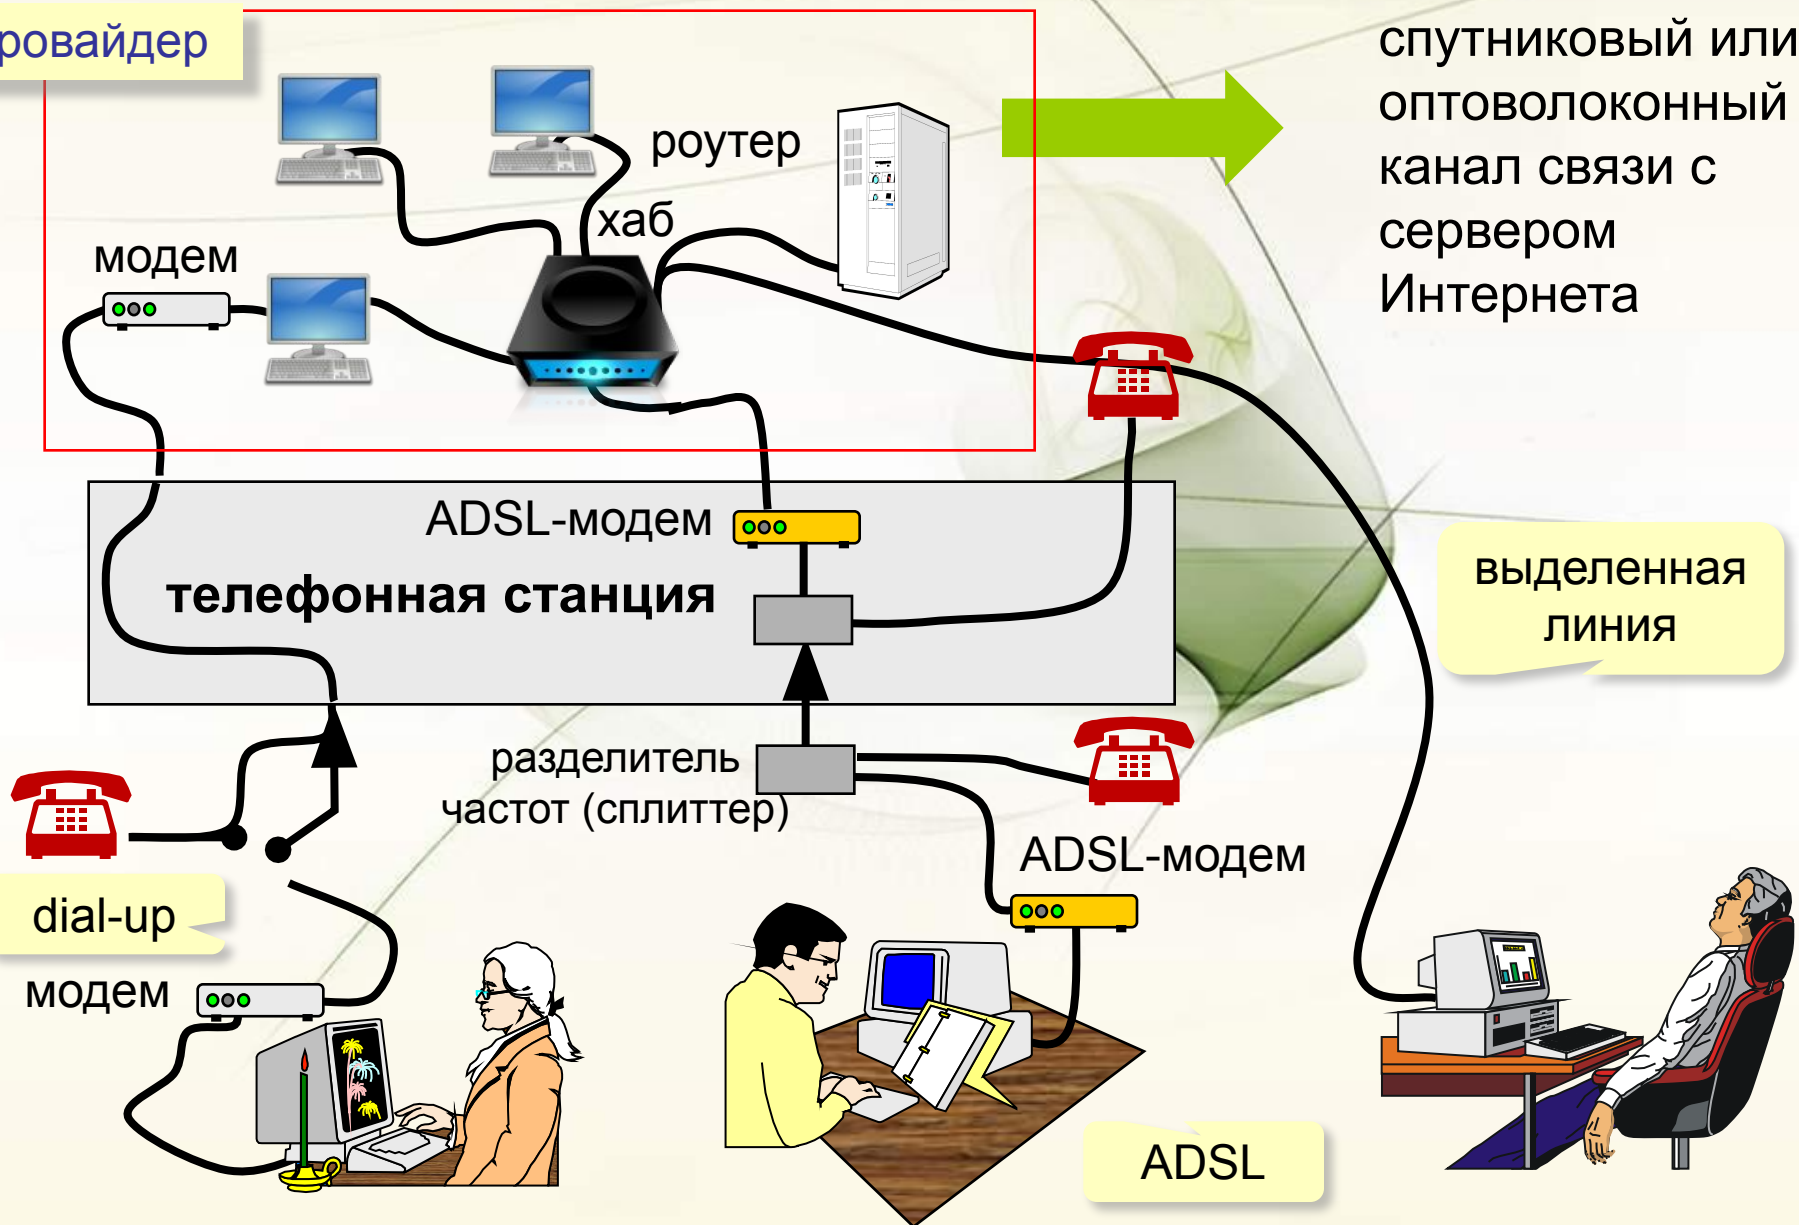 ровайдер
спутниковый или
оптоволоконный
канал связи с
сервером
Интернета
роутер
хаб
модем
ADSL-модем
телефонная станция
выделенная
линия
разделитель
частот (сплиттер)
ADSL-модем
dial-up
модем
ADSL